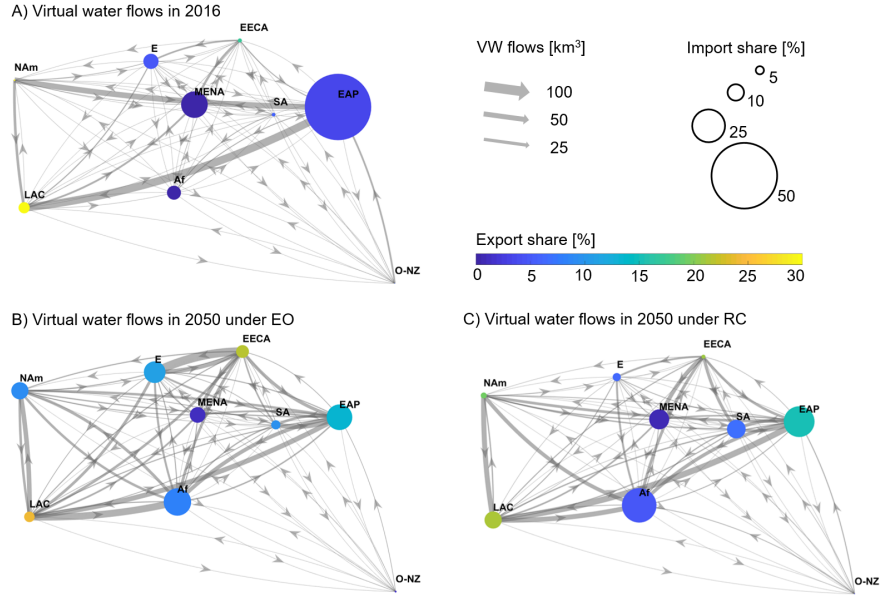 A) Virtual water flows in 2016
EECA
E
NAm
MENA
SA
EAP
Af
LAC
O-NZ
VW flows [km³]
100
50
25
Import share [%]
5
10
25
50
Export share [%]
0 5 10 15 20 25 30
B) Virtual water flows in 2050 under EO
EECA
E
NAm
MENA
SA
EAP
Af
LAC
O-NZ
C) Virtual water flows in 2050 under RC
EECA
E
NAm
MENA
SA
EAP
Af
LAC
O-NZ